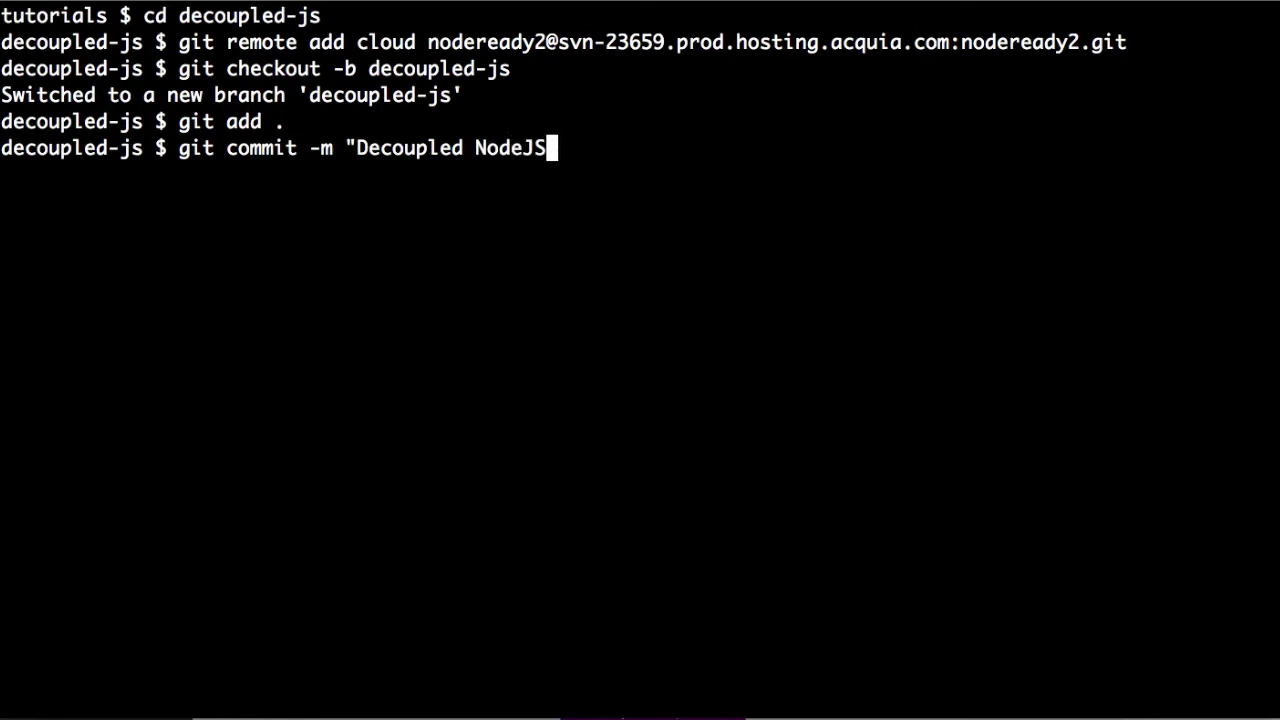 tutorials $ cd decoupled-js
decoupled-js $ git remote add cloud nodeready2@svn-23659.prod.hosting.acquia.com:nodeready2.git
decoupled-js $ git checkout -b decoupled-js
Switched to a new branch 'decoupled-js'
decoupled-js $ git add .
decoupled-js $ git commit -m "Decoupled NodeJS